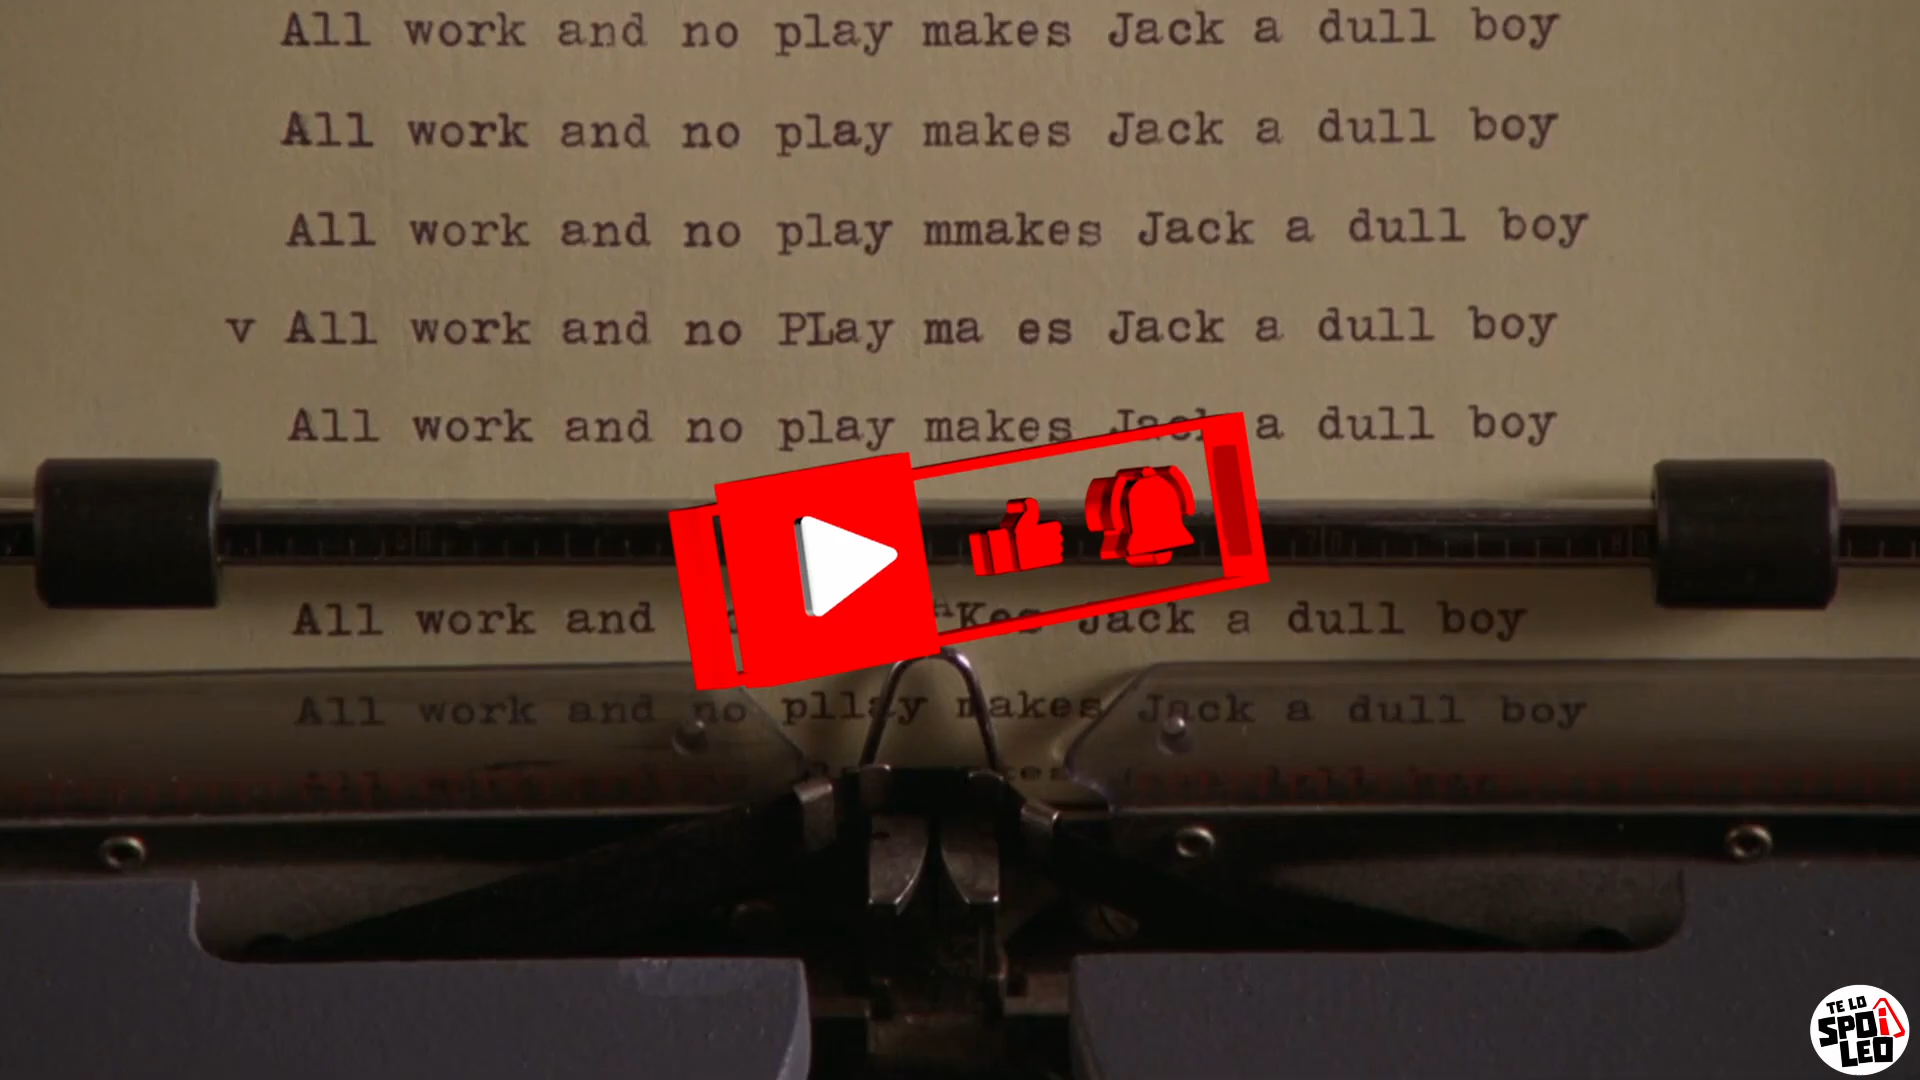 All work and no play makes Jack a dull boy
All work and no play makes Jack a dull boy
All work and no play mmakes Jack a dull boy
v All work and no PLay ma es Jack a dull boy
All work and no play makes Jack a dull boy
All work and Jack a dull boy
All work and no pllay makes Jack a dull boy
TE LO
SPOi
LEO